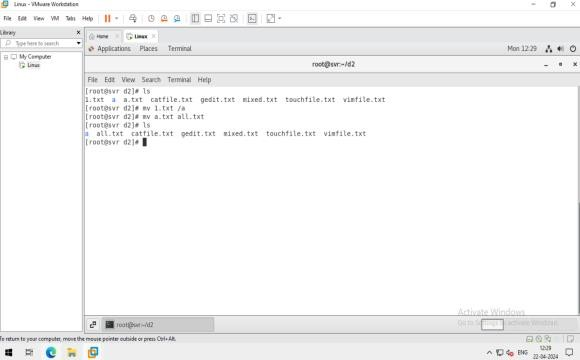 Linux - VMware Workstation
File Edit View VM Tabs Help
Library
Type here to search
My Computer
Linux
Home
Linux
Applications Places Terminal
Mon 12:29
root@svr:~/d2
File Edit View Search Terminal Help
[root@svr d2]# ls
1.txt a a.txt catfile.txt gedit.txt mixed.txt touchfile.txt vimfile.txt
[root@svr d2]# mv 1.txt /a
[root@svr d2]# mv a.txt all.txt
[root@svr d2]# ls
a all.txt catfile.txt gedit.txt mixed.txt touchfile.txt vimfile.txt
[root@svr d2]#
Activate Windows
Go to Settings to activate Windows.
root@svr:~/d2
To return to your computer, move the mouse pointer outside or press Ctrl+Alt.
ENG
12:29
22-04-2024